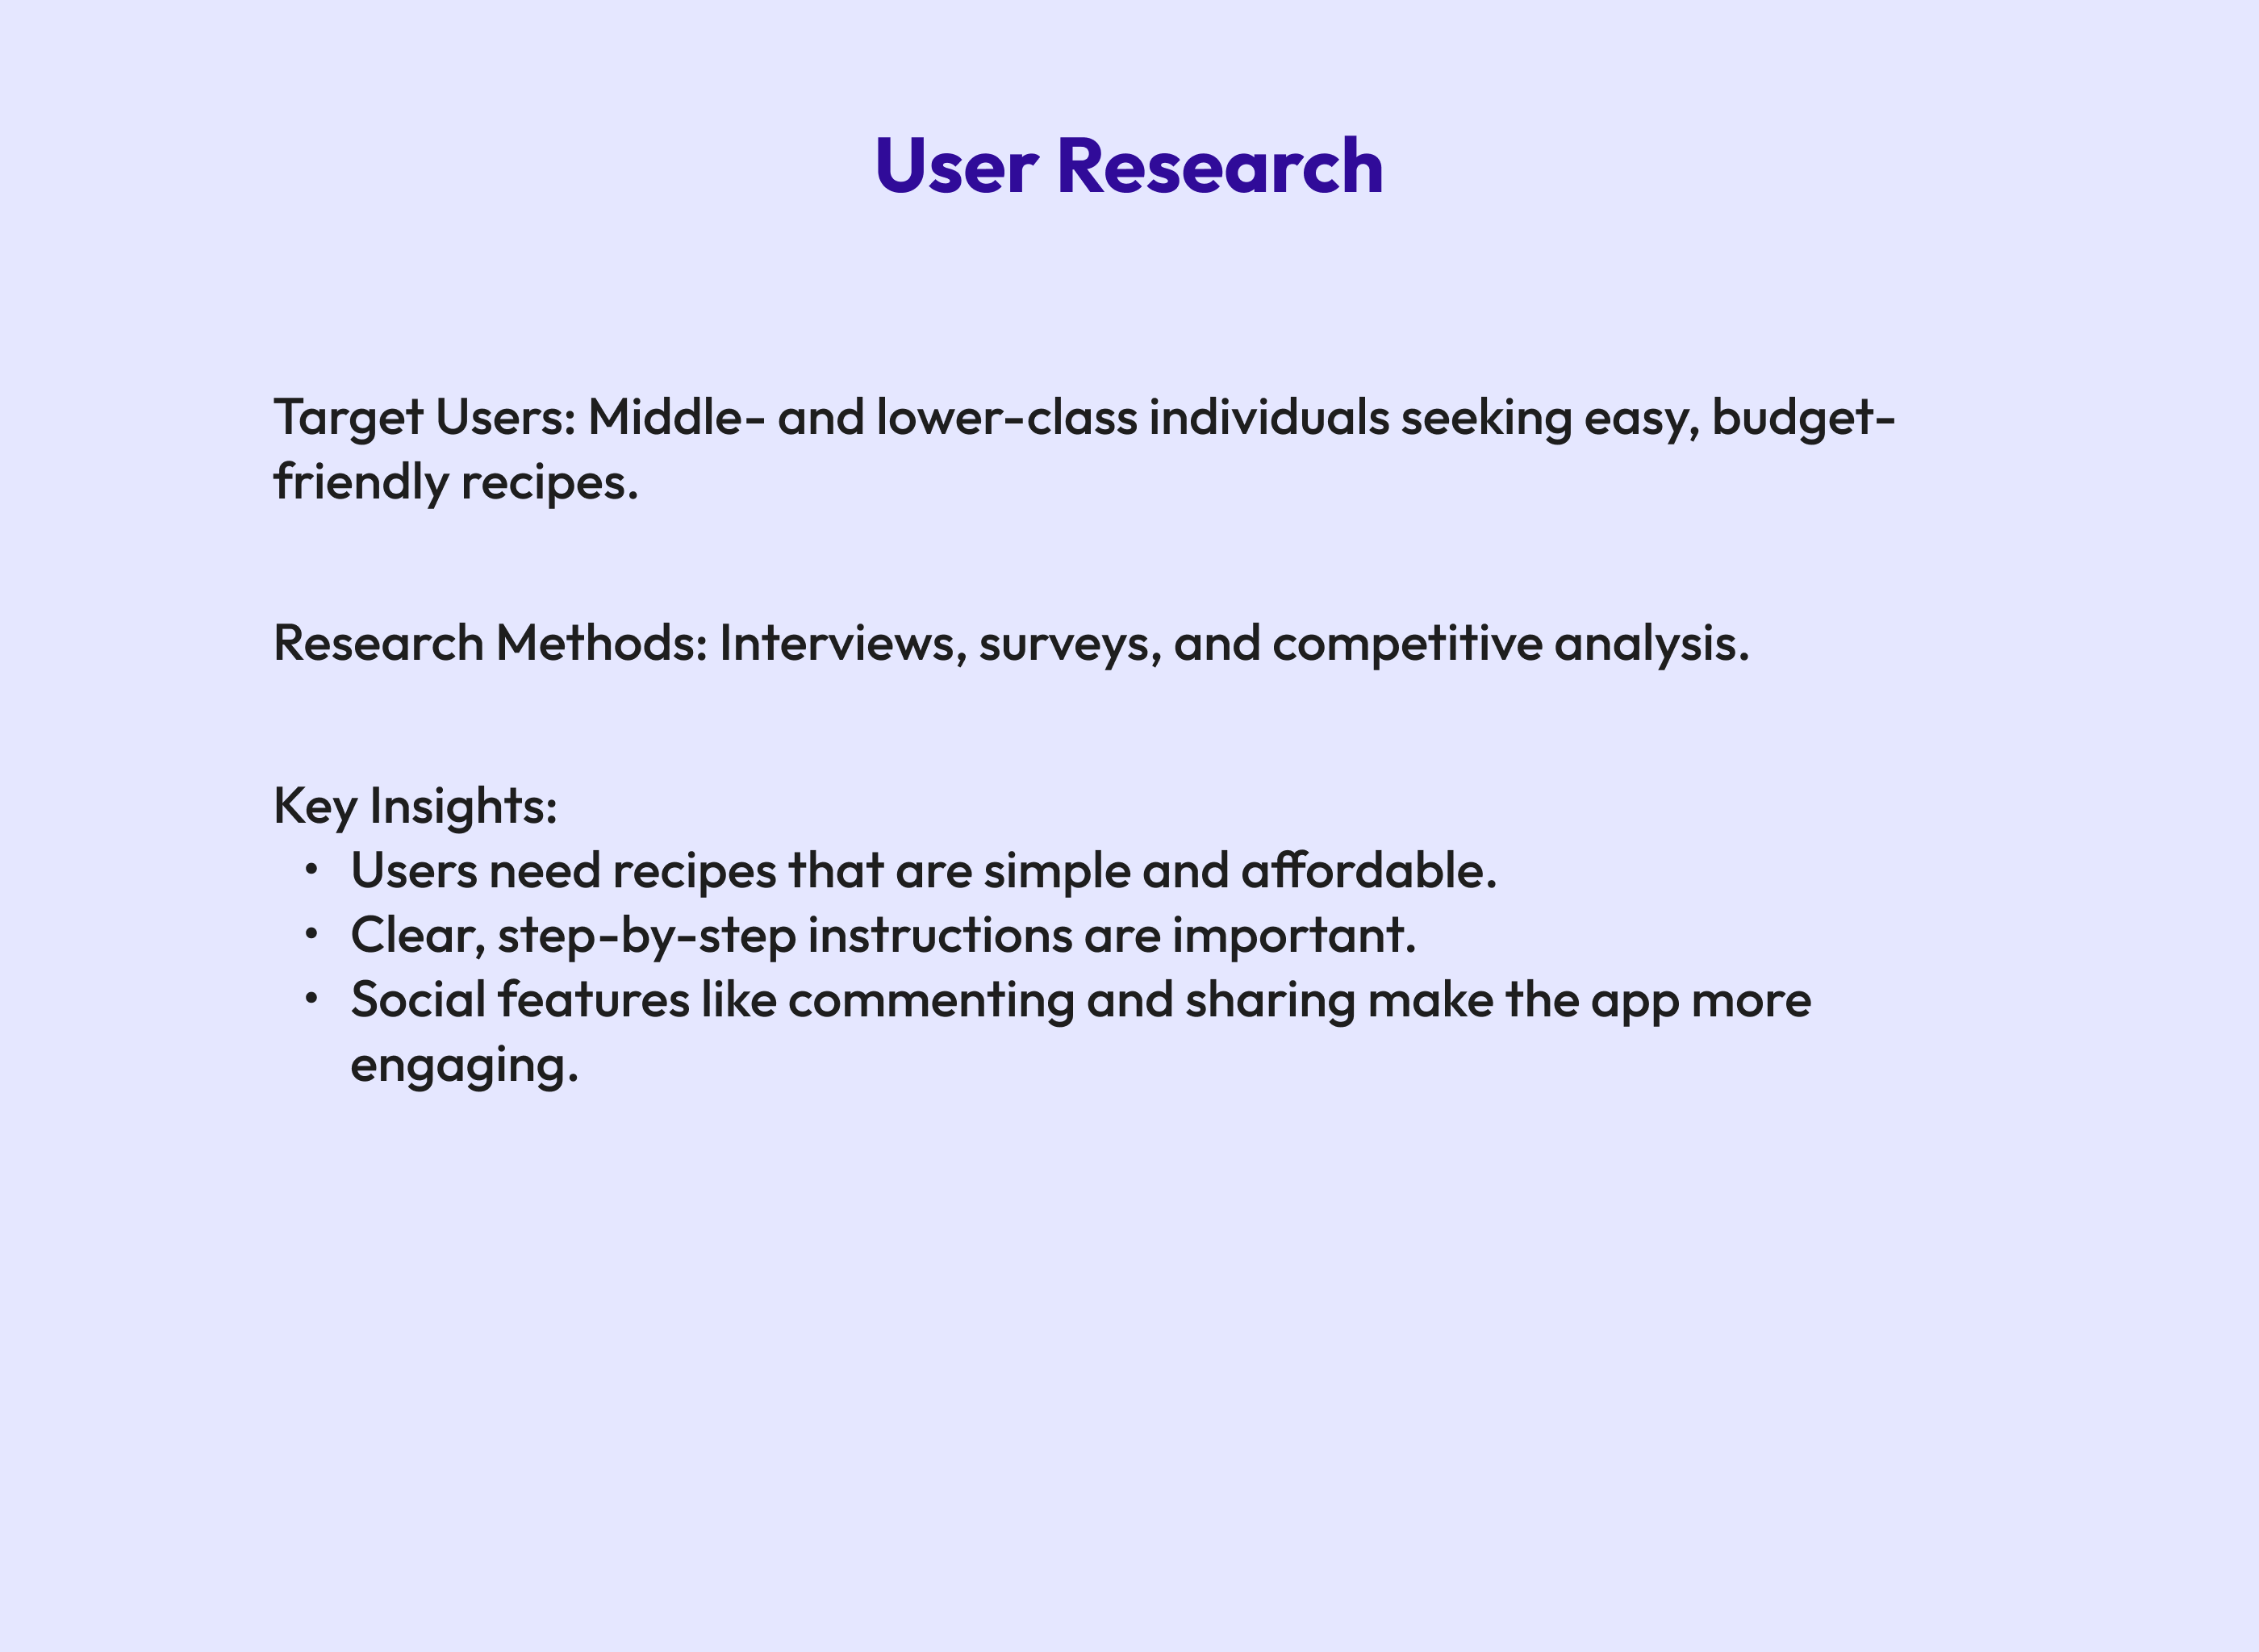 User Research
Target Users: Middle- and lower-class individuals seeking easy, budget-
friendly recipes.
Research Methods: Interviews, surveys, and competitive analysis.
Key Insights:
• Users need recipes that are simple and affordable.
• Clear, step-by-step instructions are important.
• Social features like commenting and sharing make the app more
engaging.